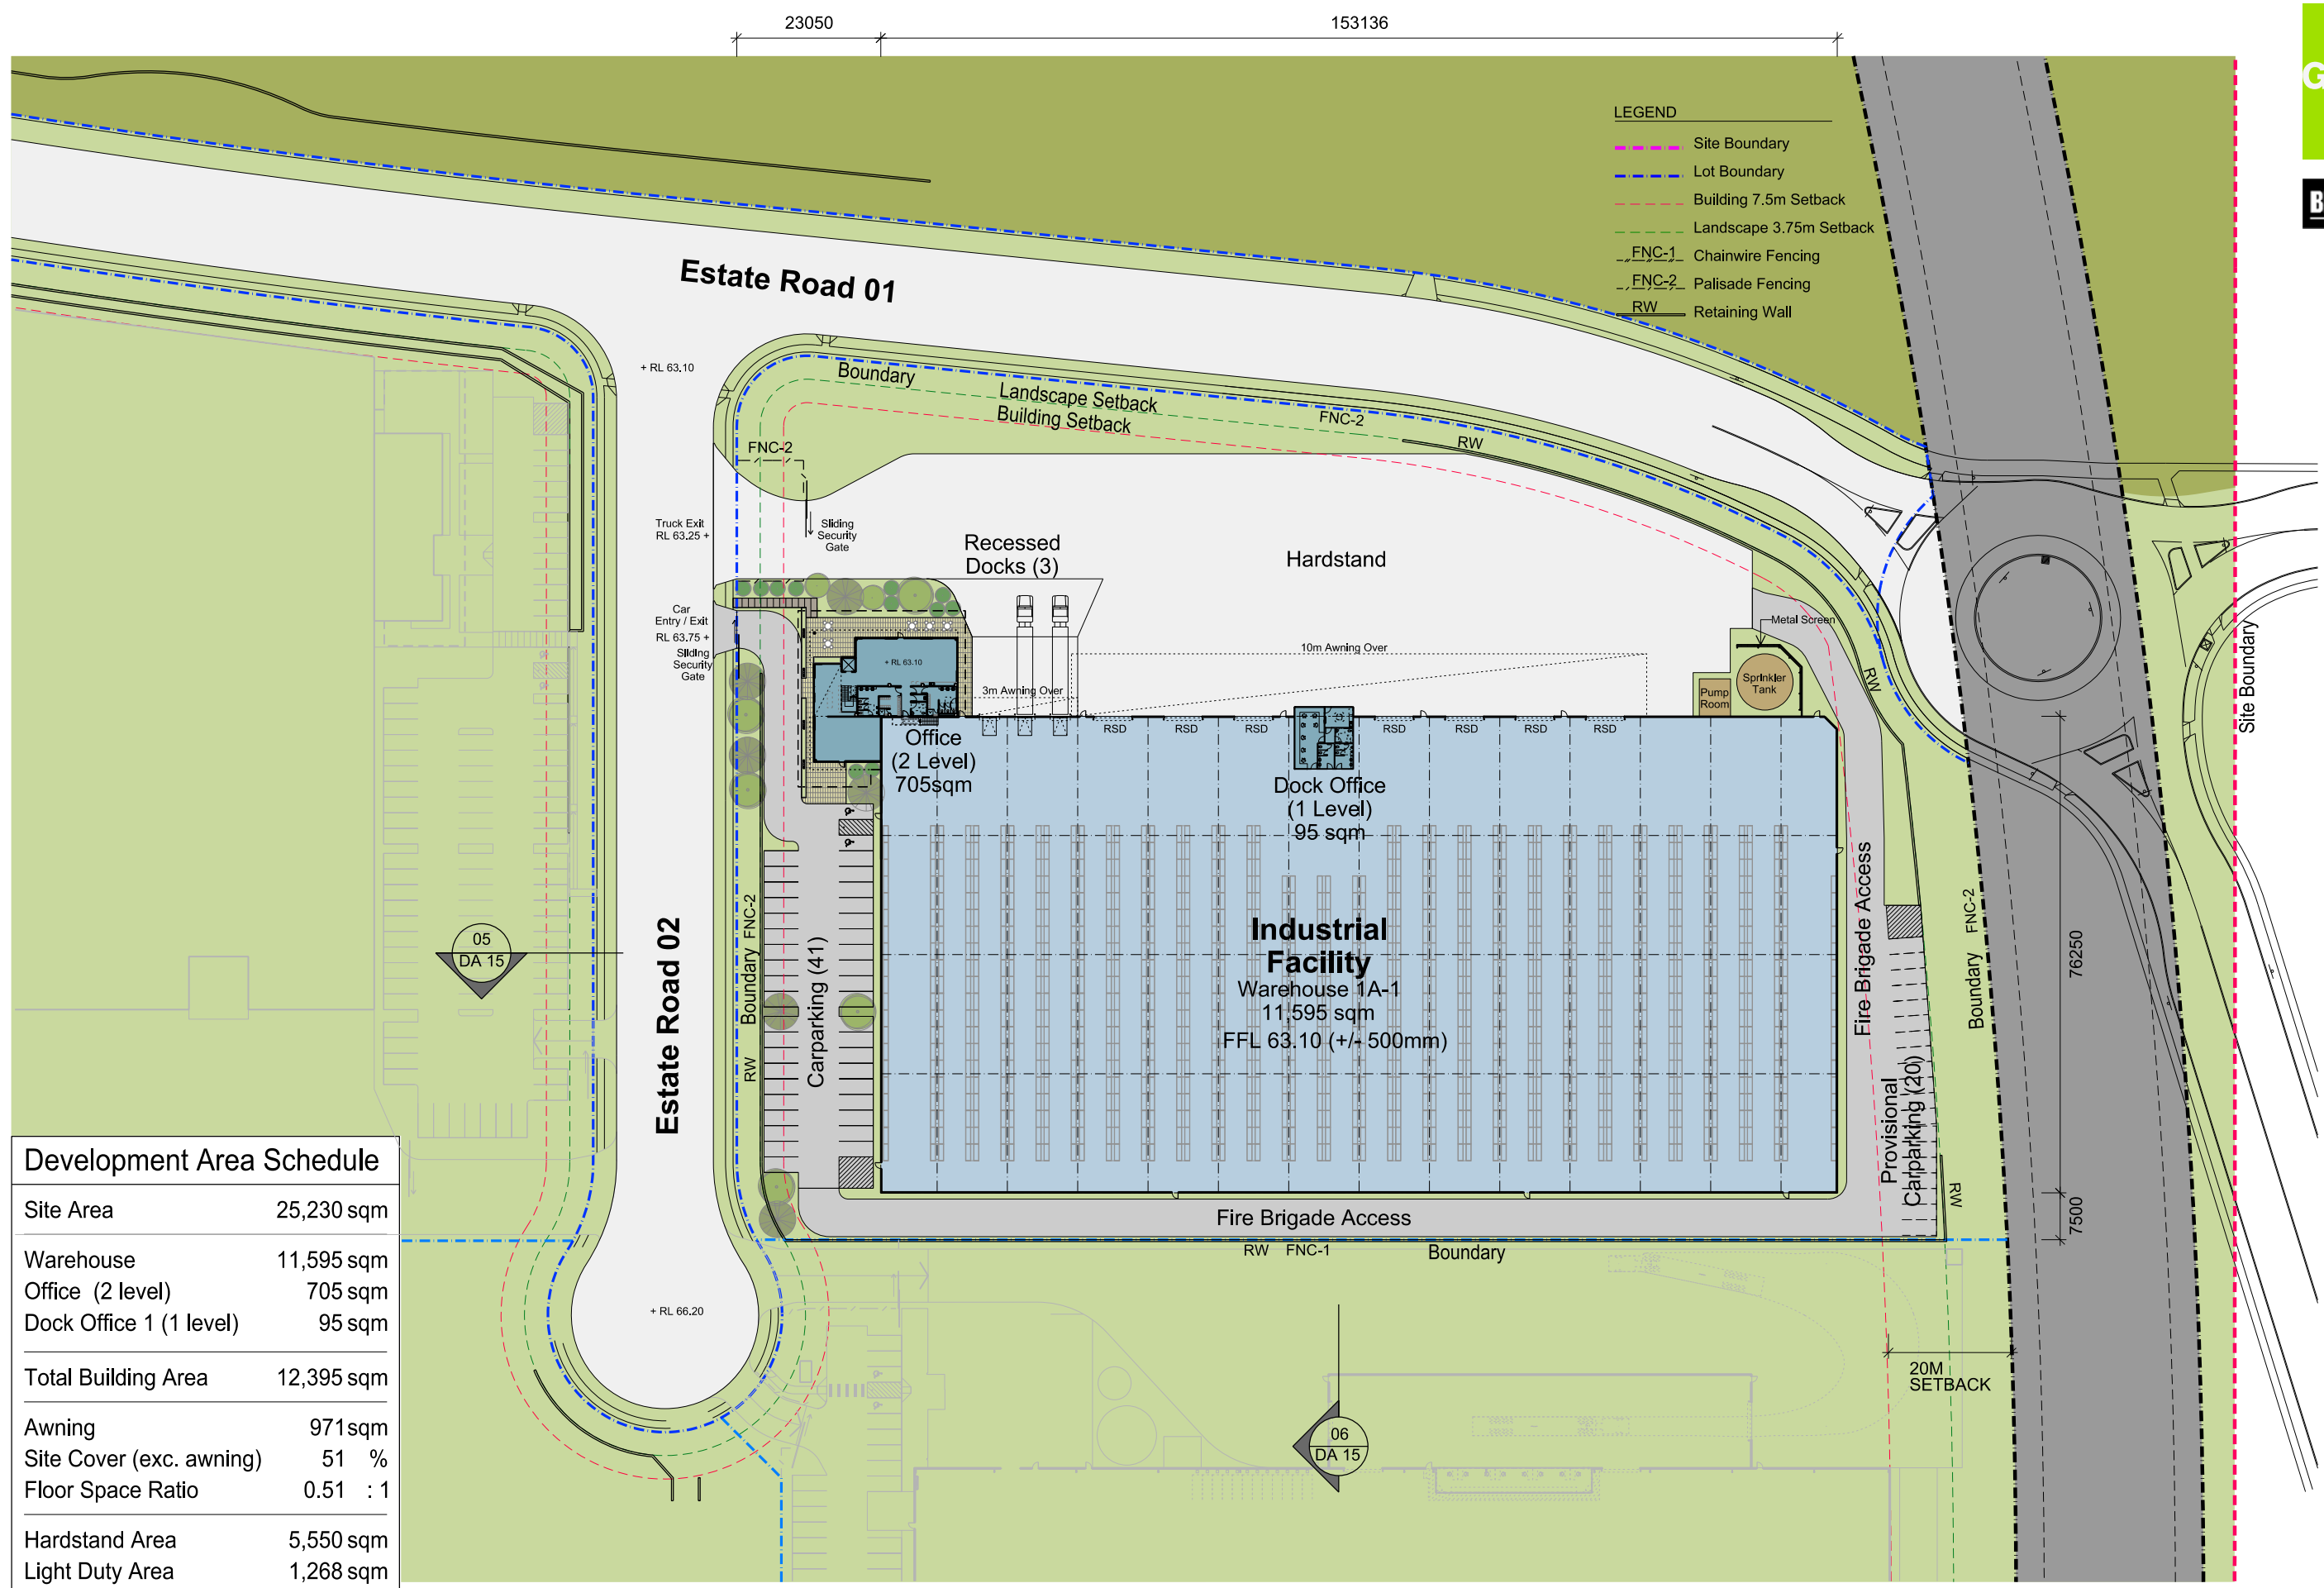 23050
153136
G
B
LEGEND
Site Boundary
Lot Boundary
Building 7.5m Setback
Landscape 3.75m Setback
FNC-1 Chainwire Fencing
FNC-2 Palisade Fencing
RW Retaining Wall
Estate Road 01
+ RL 63.10
Boundary
Landscape Setback
Building Setback
FNC-2
RW
FNC-2
Truck Exit
RL 63.25 +
Sliding
Security
Gate
Recessed
Docks (3)
Hardstand
Car
Entry / Exit
RL 63.75 +
Sliding
Security
Gate
Metal Screen
+ RL 63.10
10m Awning Over
3m Awning Over
Sprinkler
Tank
Pump
Room
RW
Site Boundary
Office
(2 Level)
705sqm
RSD
RSD
RSD
RSD
RSD
RSD
RSD
Dock Office
(1 Level)
95 sqm
Industrial
Facility
Warehouse 1A-1
11,595 sqm
FFL 63.10 (+/- 500mm)
05
DA 15
Estate Road 02
RW Boundary FNC-2
Carparking (41)
Fire Brigade Access
Boundary FNC-2
76250
Provisional
Carparking (20)
RW
7500
Fire Brigade Access
RW FNC-1 Boundary
+ RL 66.20
20M
SETBACK
06
DA 15
Development Area Schedule
Site Area 25,230 sqm
Warehouse 11,595 sqm
Office (2 level) 705 sqm
Dock Office 1 (1 level) 95 sqm
Total Building Area 12,395 sqm
Awning 971sqm
Site Cover (exc. awning) 51 %
Floor Space Ratio 0.51 : 1
Hardstand Area 5,550 sqm
Light Duty Area 1,268 sqm